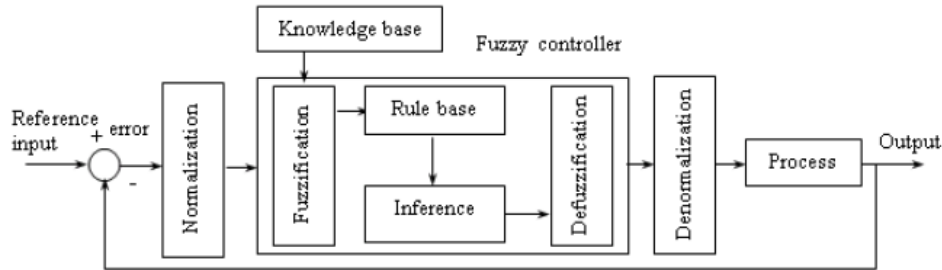 Knowledge base
Fuzzy controller
Reference
input
+
error
-
Normalization
Fuzzification
Rule base
Inference
Defuzzification
Denormalization
Process
Output